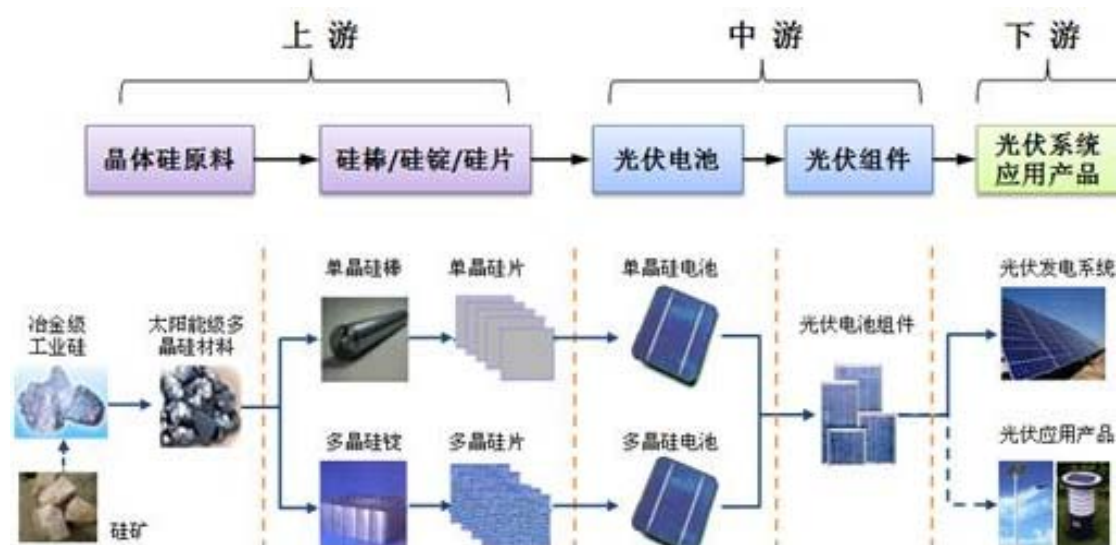 上 游
中 游
下 游
晶体硅原料
硅棒/硅锭/硅片
光伏电池
光伏组件
光伏系统
应用产品
单晶硅棒
单晶硅片
单晶硅电池
光伏发电系统
冶金级
工业硅
太阳能级多
晶硅材料
光伏电池组件
多晶硅锭
多晶硅片
多晶硅电池
光伏应用产品
硅矿